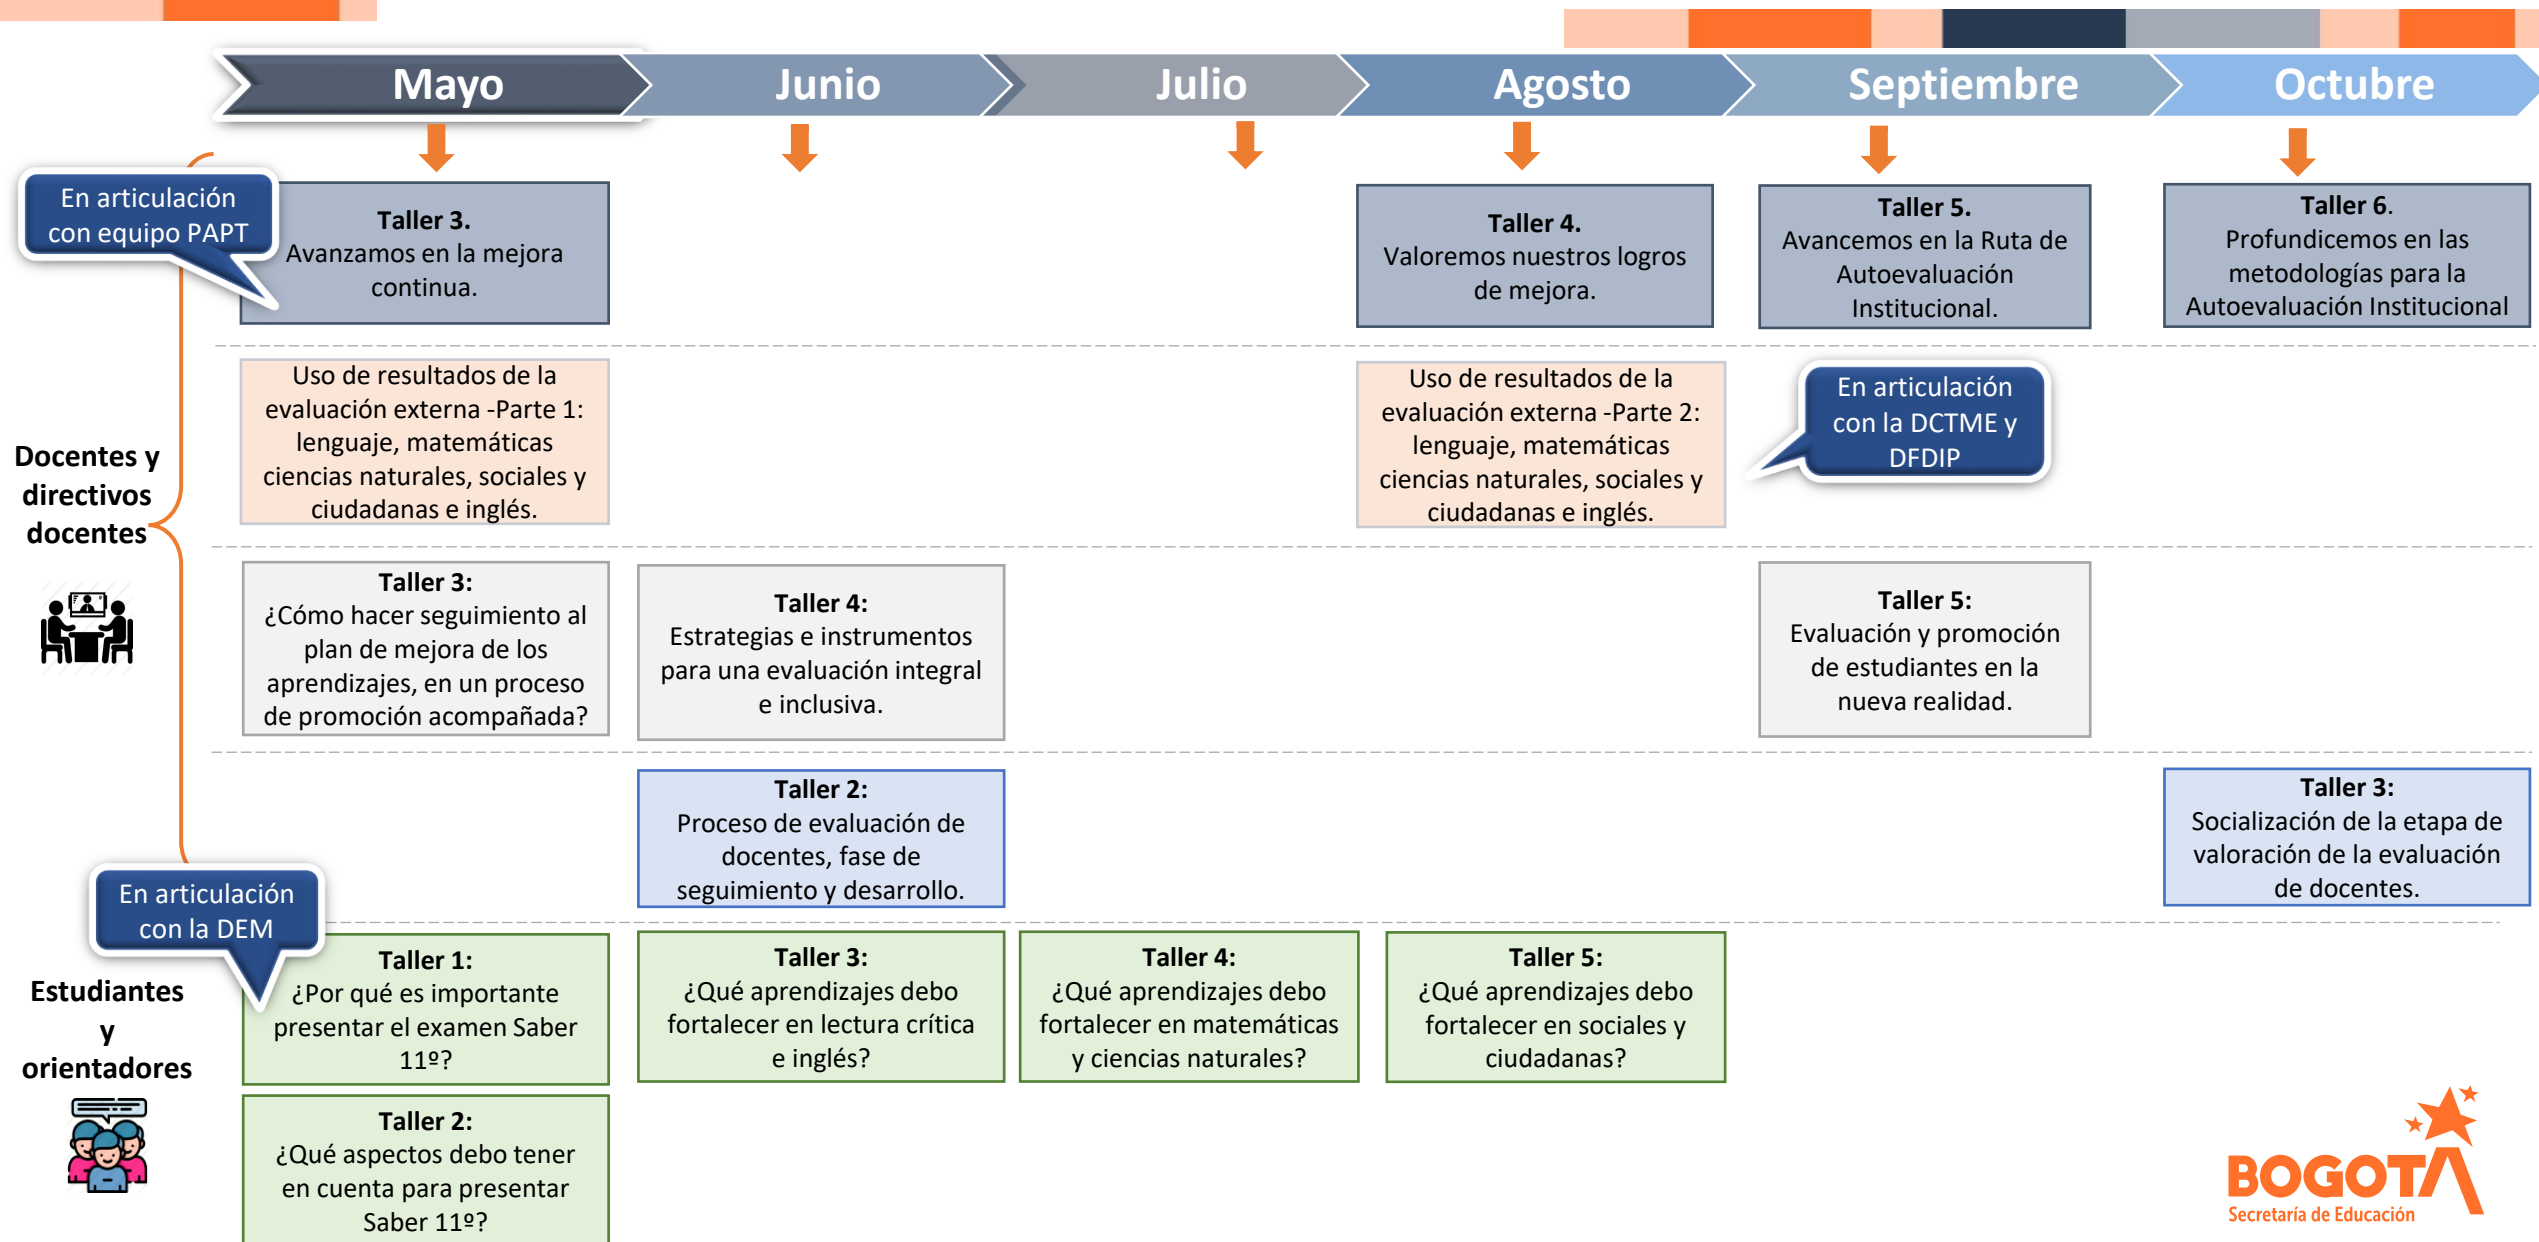 Mayo
Junio
Julio
Agosto
Septiembre
Octubre
En articulación
con equipo PAPT
Taller 3.
Avanzamos en la mejora
continua.
Taller 4.
Valoremos nuestros logros
de mejora.
Taller 5.
Avancemos en la Ruta de
Autoevaluación
Institucional.
Taller 6.
Profundicemos en las
metodologías para la
Autoevaluación Institucional
Docentes y
directivos
docentes
Uso de resultados de la
evaluación externa -Parte 1:
lenguaje, matemáticas
ciencias naturales, sociales y
ciudadanas e inglés.
Uso de resultados de la
evaluación externa -Parte 2:
lenguaje, matemáticas
ciencias naturales, sociales y
ciudadanas e inglés.
En articulación
con la DCTME y
DFDIP
Taller 3:
¿Cómo hacer seguimiento al
plan de mejora de los
aprendizajes, en un proceso
de promoción acompañada?
Taller 4:
Estrategias e instrumentos
para una evaluación integral
e inclusiva.
Taller 5:
Evaluación y promoción
de estudiantes en la
nueva realidad.
Taller 2:
Proceso de evaluación de
docentes, fase de
seguimiento y desarrollo.
Taller 3:
Socialización de la etapa de
valoración de la evaluación
de docentes.
En articulación
con la DEM
Estudiantes
y
orientadores
Taller 1:
¿Por qué es importante
presentar el examen Saber
11º?
Taller 3:
¿Qué aprendizajes debo
fortalecer en lectura crítica
e inglés?
Taller 4:
¿Qué aprendizajes debo
fortalecer en matemáticas
y ciencias naturales?
Taller 5:
¿Qué aprendizajes debo
fortalecer en sociales y
ciudadanas?
Taller 2:
¿Qué aspectos debo tener
en cuenta para presentar
Saber 11º?
BOGOTÁ
Secretaría de Educación